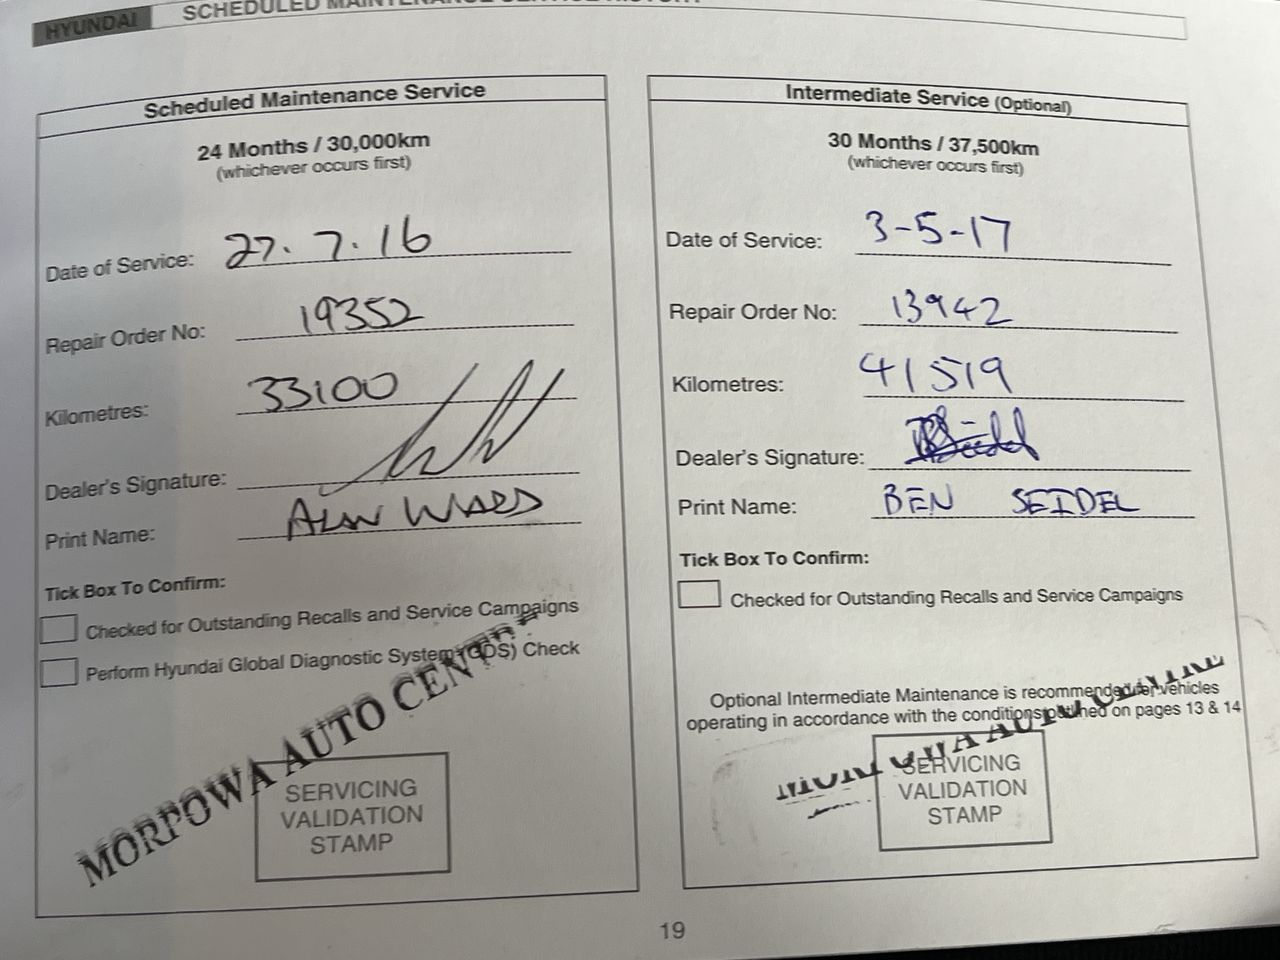 HYUNDAI
SCHEDULED MAINTENANCE SERVICE HISTORY
Scheduled Maintenance Service
24 Months / 30,000km
(whichever occurs first)
Date of Service: 27.7.16
Repair Order No: 19352
Kilometres: 33100
Dealer's Signature:
Print Name: ALAN WARD
Tick Box To Confirm:
Checked for Outstanding Recalls and Service Campaigns
Perform Hyundai Global Diagnostic System (GDS) Check
MORPOWA AUTO CENTRE
SERVICING
VALIDATION
STAMP
Intermediate Service (Optional)
30 Months / 37,500km
(whichever occurs first)
Date of Service: 3-5-17
Repair Order No: 13942
Kilometres: 41519
Dealer's Signature:
Print Name: BEN SEIDEL
Tick Box To Confirm:
Checked for Outstanding Recalls and Service Campaigns
Optional Intermediate Maintenance is recommended for vehicles
operating in accordance with the conditions outlined on pages 13 & 14
MORPOWA AUTO CENTRE
SERVICING
VALIDATION
STAMP
19